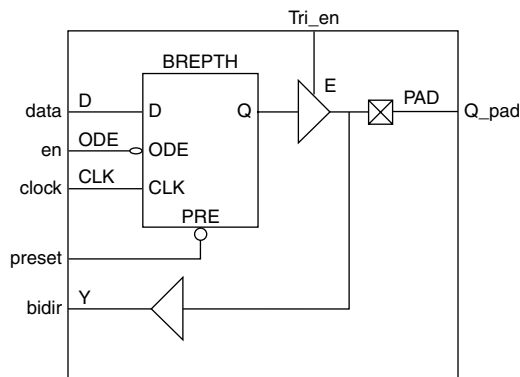 Tri_en
BREPTH
E
data D D Q PAD Q_pad
en ODE ODE
clock CLK CLK
PRE
preset
bidir Y